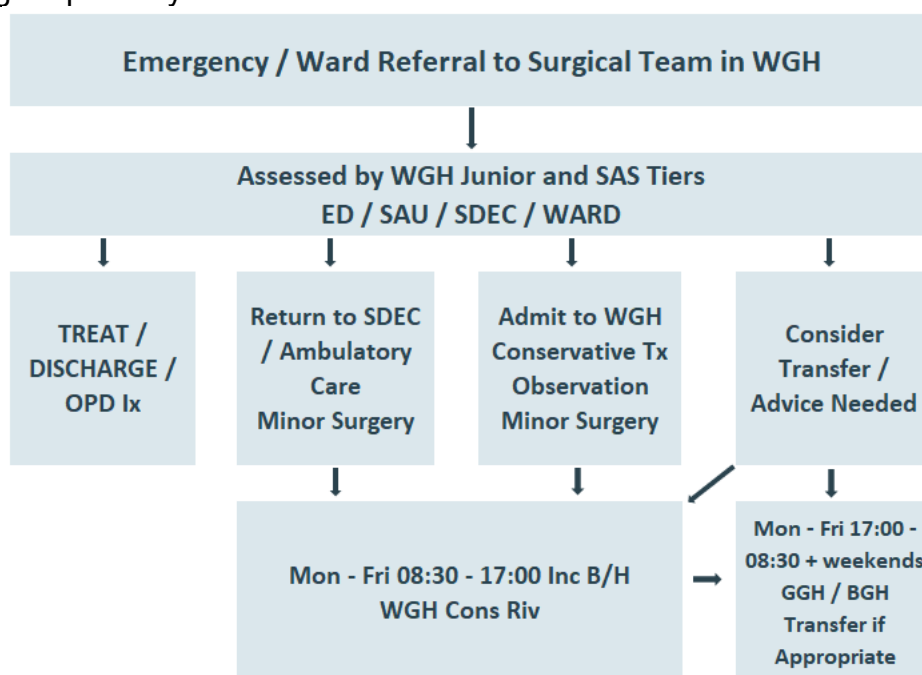 Emergency / Ward Referral to Surgical Team in WGH
Assessed by WGH Junior and SAS Tiers
ED / SAU / SDEC / WARD
TREAT /
DISCHARGE /
OPD Ix
Return to SDEC
/ Ambulatory
Care
Minor Surgery
Admit to WGH
Conservative Tx
Observation
Minor Surgery
Consider
Transfer /
Advice Needed
Mon - Fri 08:30 - 17:00 Inc B/H
WGH Cons Riv
Mon - Fri 17:00 -
08:30 + weekends
GGH / BGH
Transfer if
Appropriate